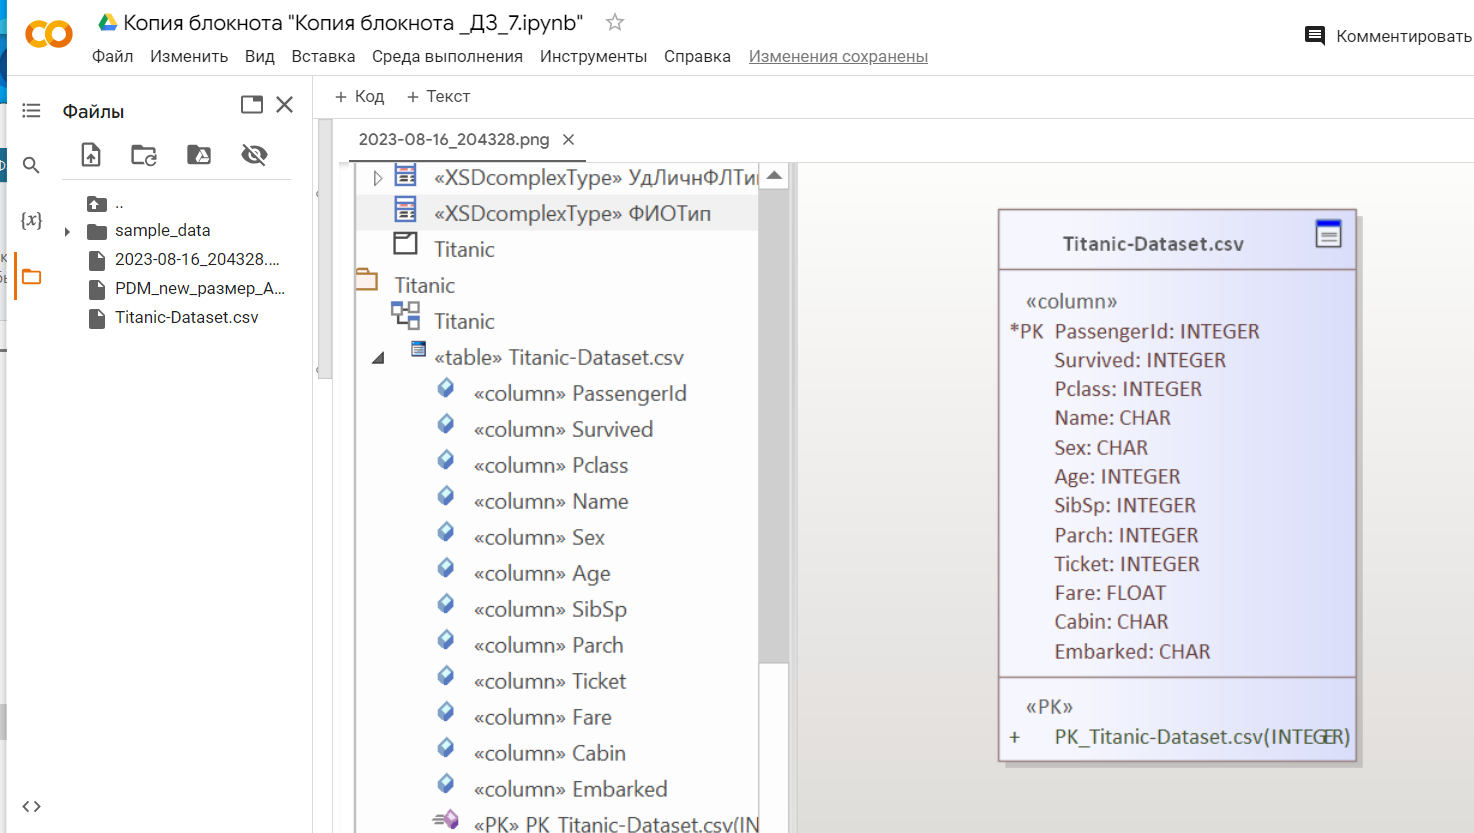 Копия блокнота "Копия блокнота _ДЗ_7.ipynb"
Комментировать
Файл Изменить Вид Вставка Среда выполнения Инструменты Справка Изменения сохранены
Файлы
+ Код + Текст
2023-08-16_204328.png
..
sample_data
2023-08-16_204328....
PDM_new_размер_А...
Titanic-Dataset.csv
{x}
<>
«XSDcomplexType» УдЛичнФЛТи
«XSDcomplexType» ФИОТип
Titanic
Titanic
Titanic
«table» Titanic-Dataset.csv
«column» PassengerId
«column» Survived
«column» Pclass
«column» Name
«column» Sex
«column» Age
«column» SibSp
«column» Parch
«column» Ticket
«column» Fare
«column» Cabin
«column» Embarked
«PK» PK_Titanic-Dataset.csv(IN
Titanic-Dataset.csv
«column»
*PK PassengerId: INTEGER
Survived: INTEGER
Pclass: INTEGER
Name: CHAR
Sex: CHAR
Age: INTEGER
SibSp: INTEGER
Parch: INTEGER
Ticket: INTEGER
Fare: FLOAT
Cabin: CHAR
Embarked: CHAR
«PK»
+ PK_Titanic-Dataset.csv(INTEGER)